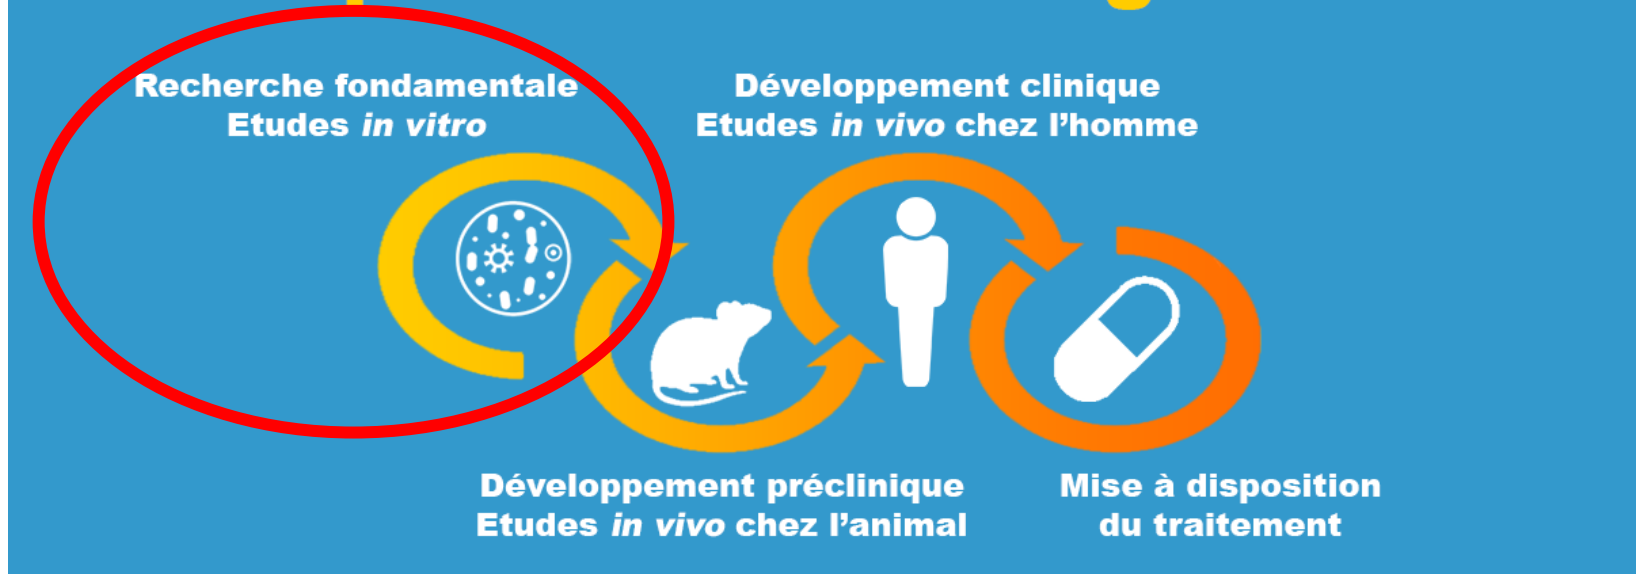 Recherche fondamentale
Etudes in vitro
Développement clinique
Etudes in vivo chez l'homme
Développement préclinique
Etudes in vivo chez l'animal
Mise à disposition
du traitement